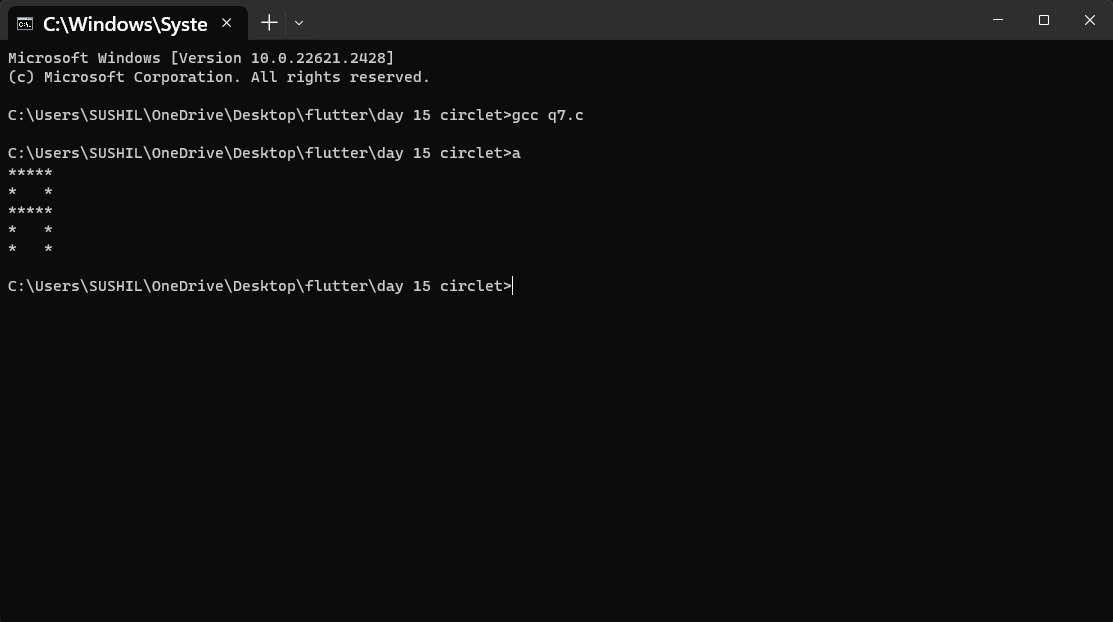 C:\Windows\Syste
Microsoft Windows [Version 10.0.22621.2428]
(c) Microsoft Corporation. All rights reserved.
C:\Users\SUSHIL\OneDrive\Desktop\flutter\day 15 circlet>gcc q7.c
C:\Users\SUSHIL\OneDrive\Desktop\flutter\day 15 circlet>a
*****
*   *
*****
*   *
*   *
C:\Users\SUSHIL\OneDrive\Desktop\flutter\day 15 circlet>